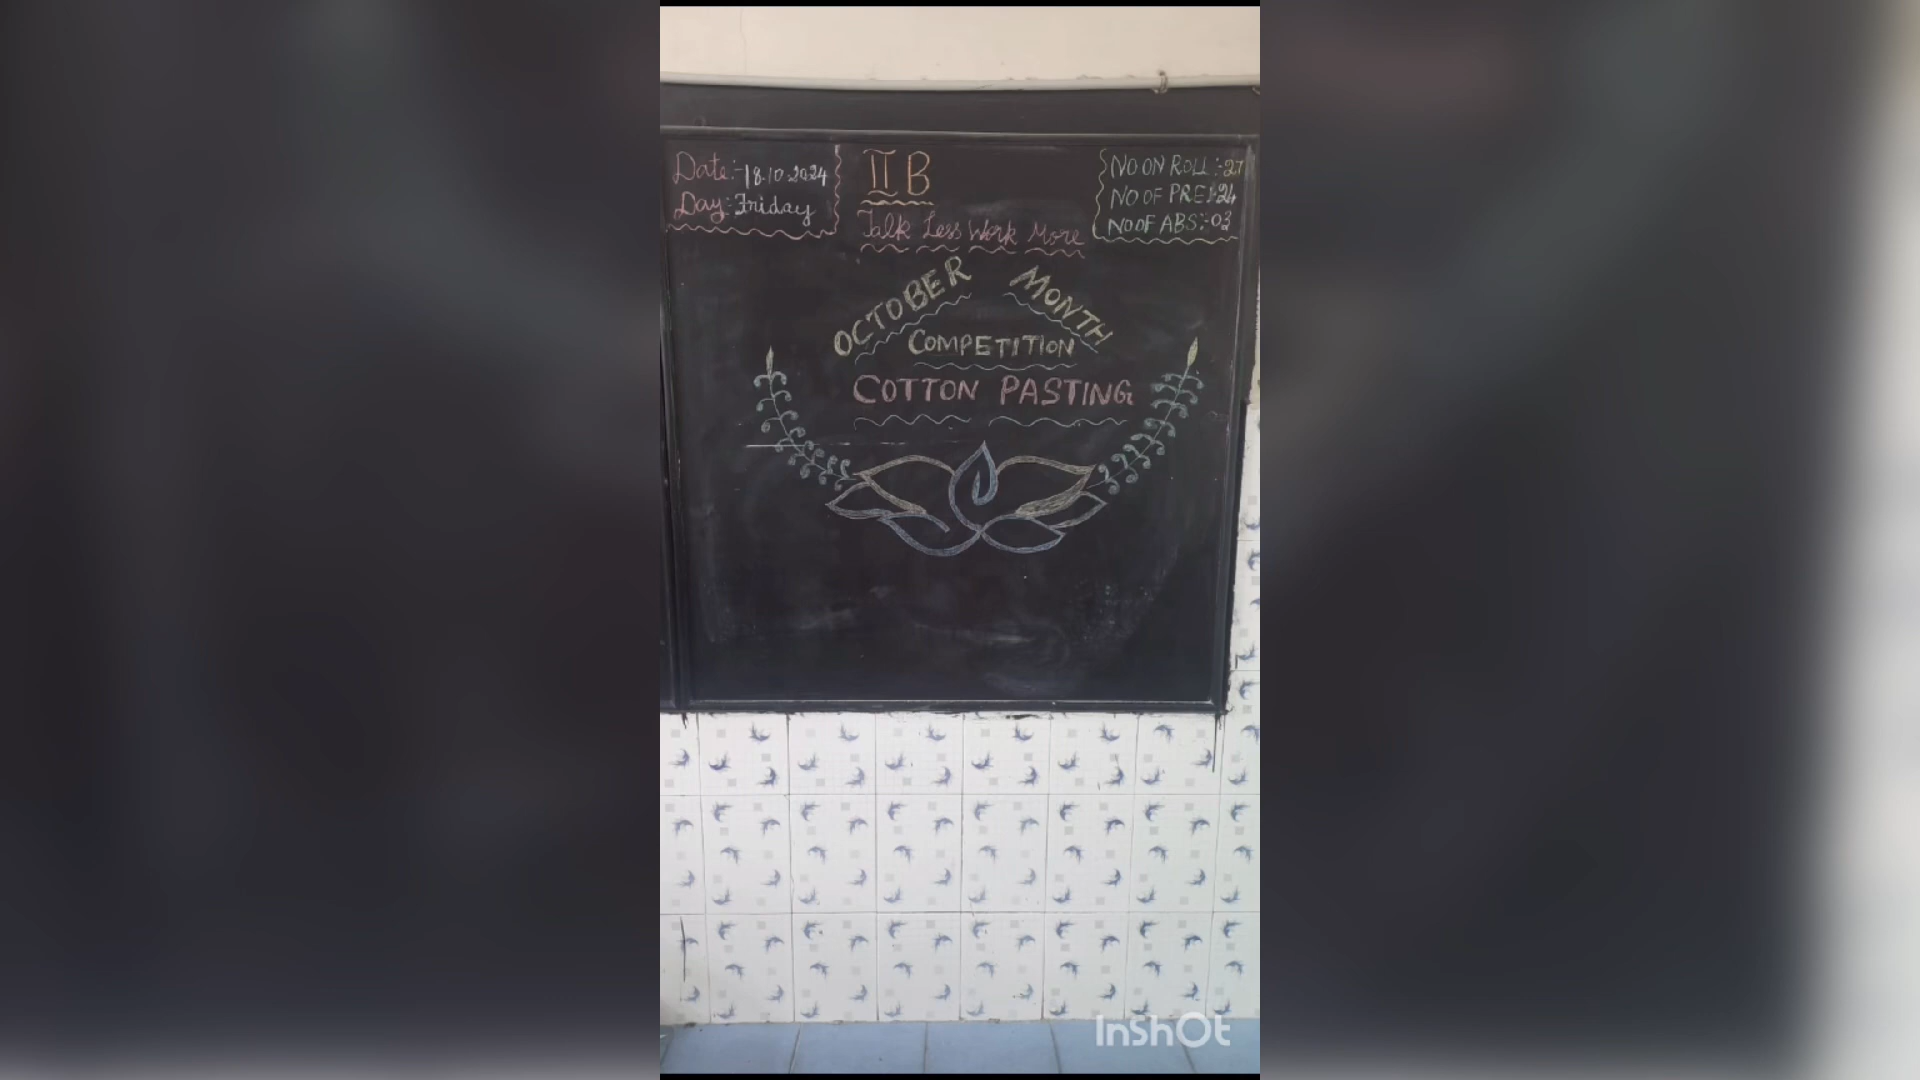 Date:-18.10.2024
Day:-Friday
II B
Talk Less Work More
NO ON ROLL:-27
NO OF PRE:-24
NO OF ABS:-03
OCTOBER MONTH
COMPETITION
COTTON PASTING
InShOt